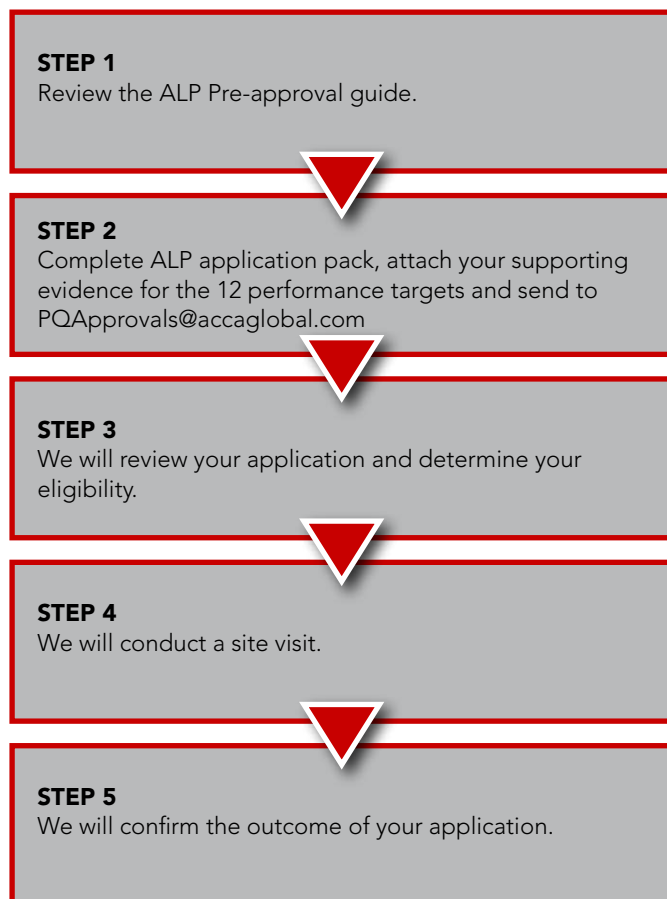 STEP 1
Review the ALP Pre-approval guide.
STEP 2
Complete ALP application pack, attach your supporting
evidence for the 12 performance targets and send to
PQApprovals@accaglobal.com
STEP 3
We will review your application and determine your
eligibility.
STEP 4
We will conduct a site visit.
STEP 5
We will confirm the outcome of your application.